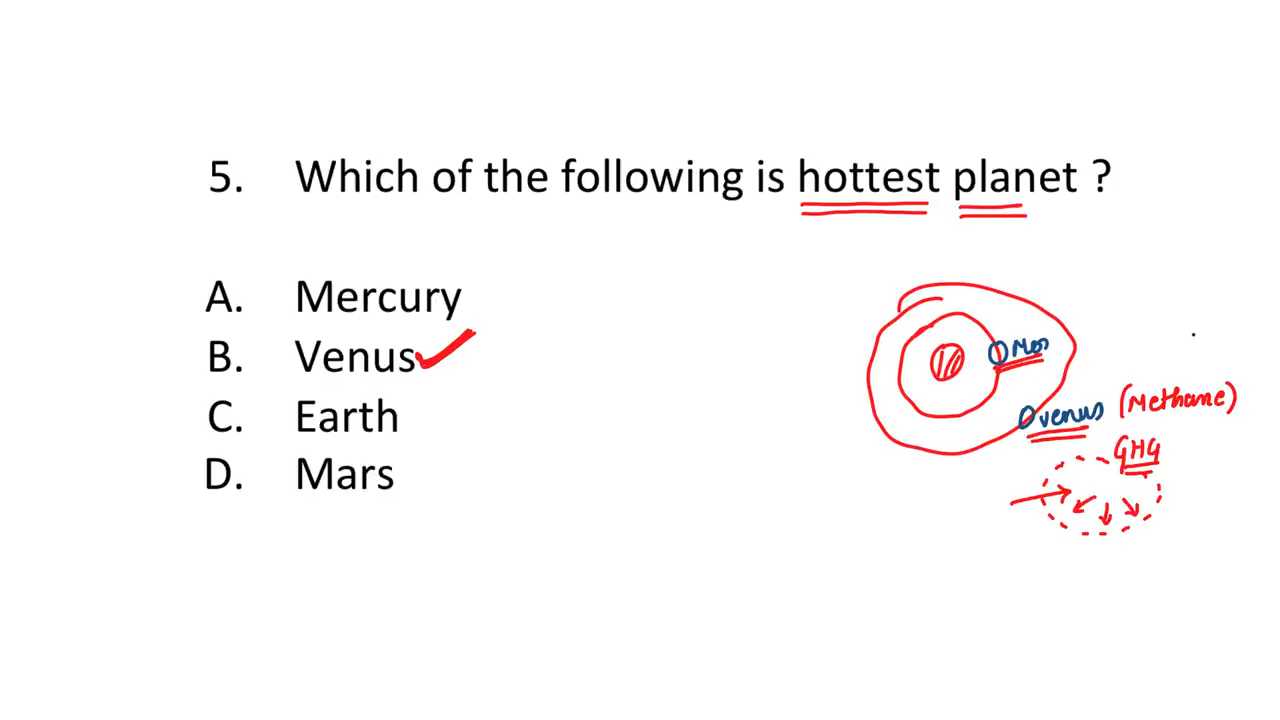 5. Which of the following is hottest planet ?
A. Mercury
B. Venus
C. Earth
D. Mars
venus (Methane)
GHG